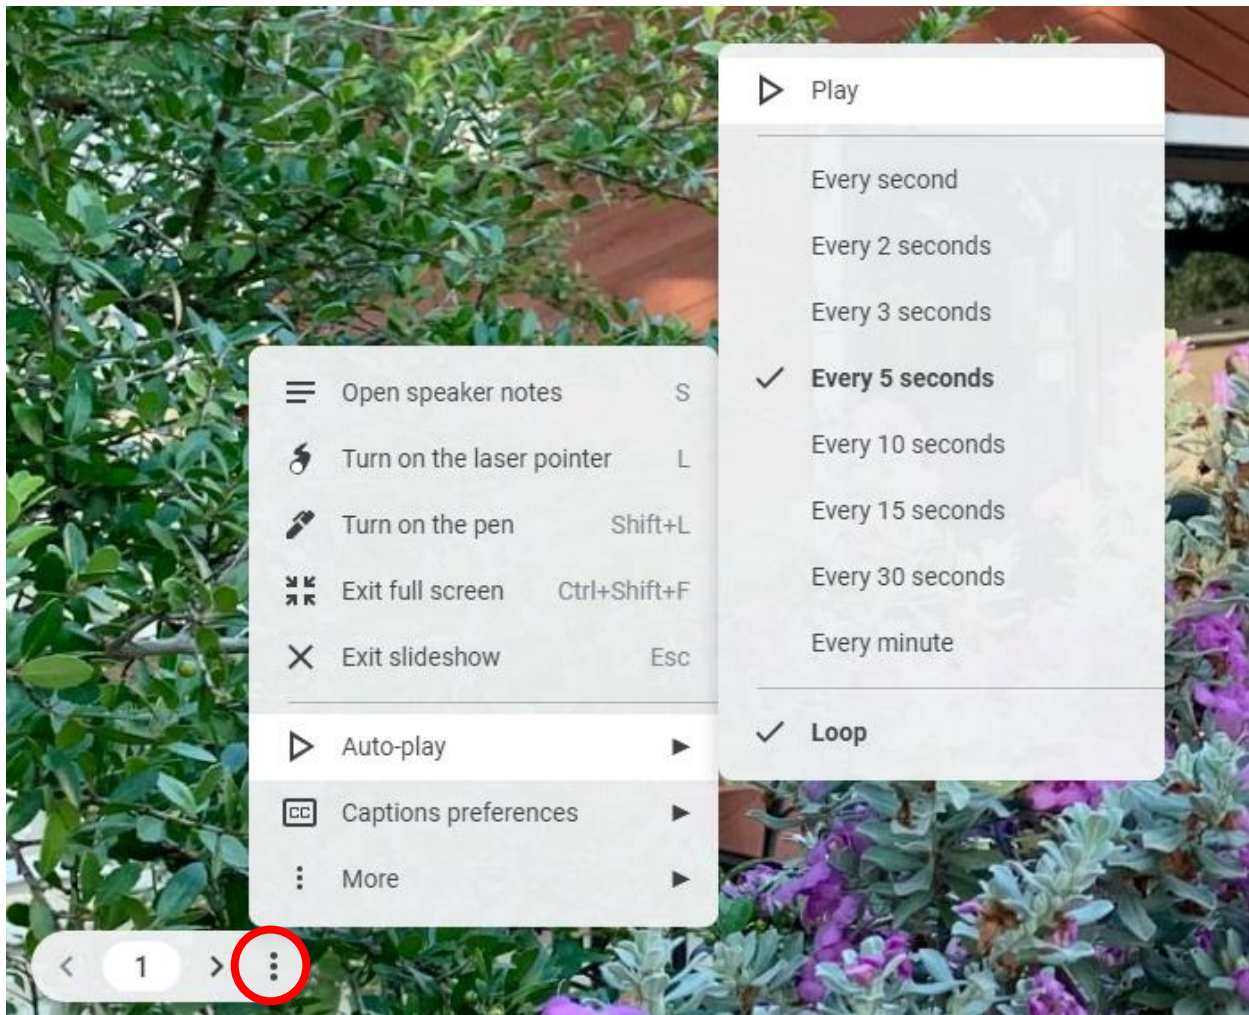 Play
Every second
Every 2 seconds
Every 3 seconds
Every 5 seconds
Every 10 seconds
Every 15 seconds
Every 30 seconds
Every minute
Loop
Open speaker notes S
Turn on the laser pointer L
Turn on the pen Shift+L
Exit full screen Ctrl+Shift+F
Exit slideshow Esc
Auto-play
CC Captions preferences
More
1